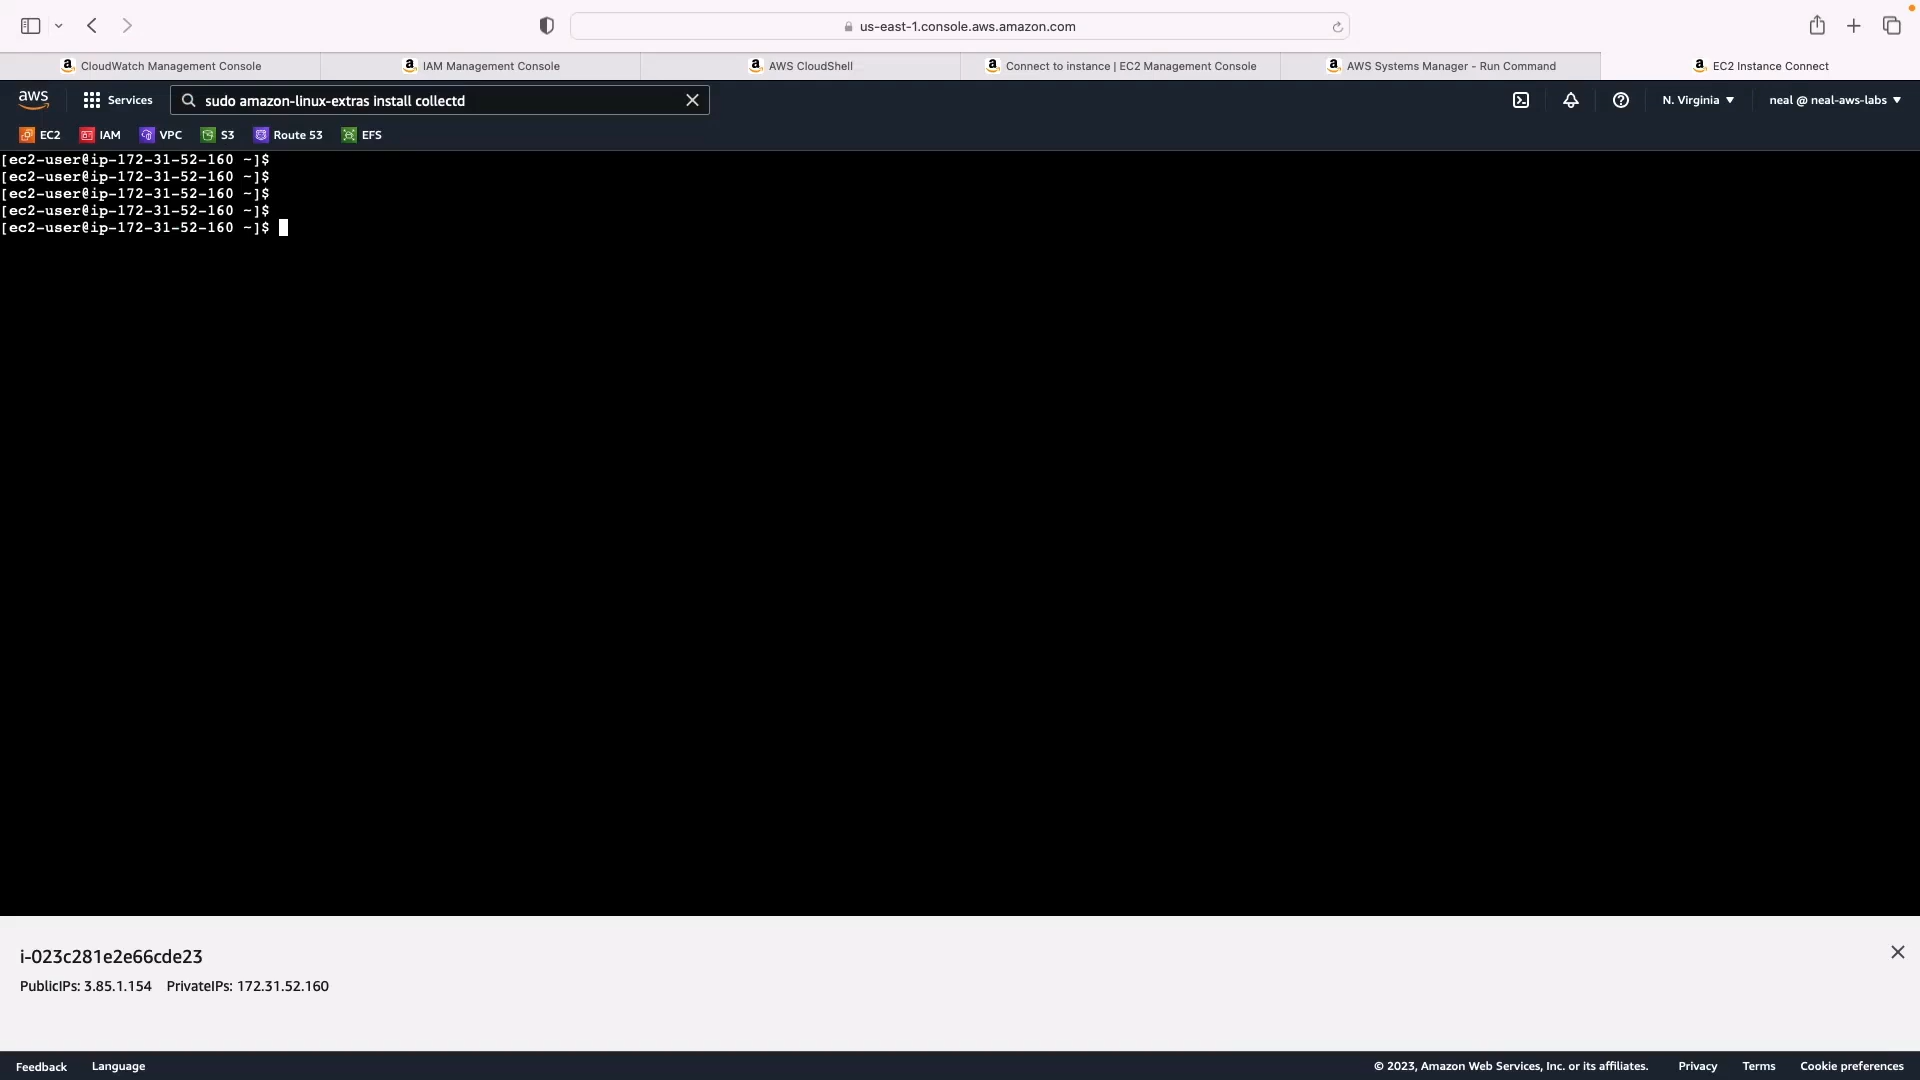 us-east-1.console.aws.amazon.com
CloudWatch Management Console
IAM Management Console
AWS CloudShell
Connect to instance | EC2 Management Console
AWS Systems Manager - Run Command
EC2 Instance Connect
aws
Services
sudo amazon-linux-extras install collectd
N. Virginia
neal @ neal-aws-labs
EC2
IAM
VPC
S3
Route 53
EFS
[ec2-user@ip-172-31-52-160 ~]$
[ec2-user@ip-172-31-52-160 ~]$
[ec2-user@ip-172-31-52-160 ~]$
[ec2-user@ip-172-31-52-160 ~]$
[ec2-user@ip-172-31-52-160 ~]$
i-023c281e2e66cde23
PublicIPs: 3.85.1.154 PrivateIPs: 172.31.52.160
Feedback
Language
© 2023, Amazon Web Services, Inc. or its affiliates.
Privacy
Terms
Cookie preferences